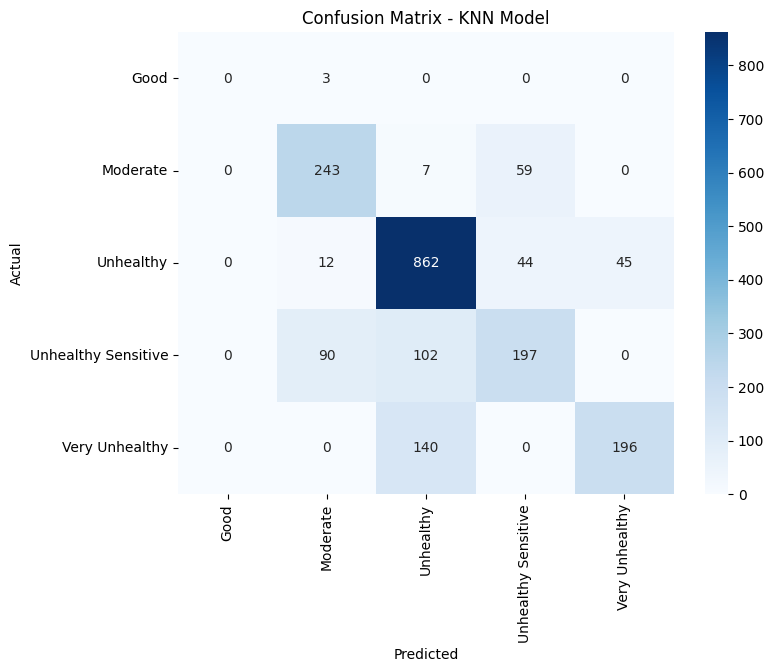 Confusion Matrix - KNN Model
Actual
Good 0 3 0 0 0
Moderate 0 243 7 59 0
Unhealthy 0 12 862 44 45
Unhealthy Sensitive 0 90 102 197 0
Very Unhealthy 0 0 140 0 196
Good Moderate Unhealthy Unhealthy Sensitive Very Unhealthy
Predicted
800
700
600
500
400
300
200
100
0